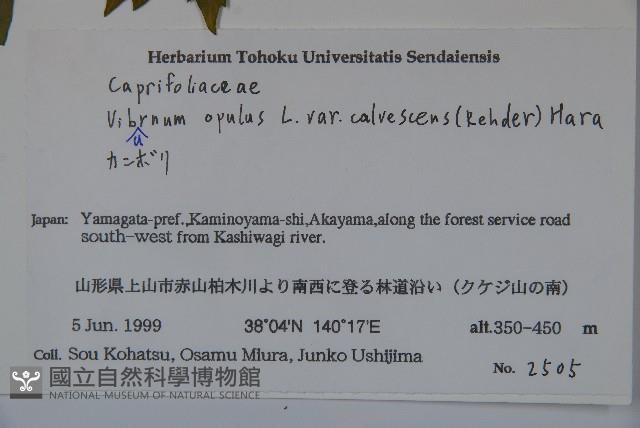 Herbarium Tohoku Universitatis Sendaiensis
Caprifoliaceae
Viburnum opulus L. var. calvescens (Rehder) Hara
カンボリ
Japan: Yamagata-pref.,Kaminoyama-shi,Akayama,along the forest service road
south-west from Kashiwagi river.
山形県上山市赤山柏木川より南西に登る林道沿い（クケジ山の南）
5 Jun. 1999 38°04'N 140°17'E alt.350-450 m
Coll. Sou Kohatsu, Osamu Miura, Junko Ushijima
No. 2505
國立自然科學博物館
NATIONAL MUSEUM OF NATURAL SCIENCE